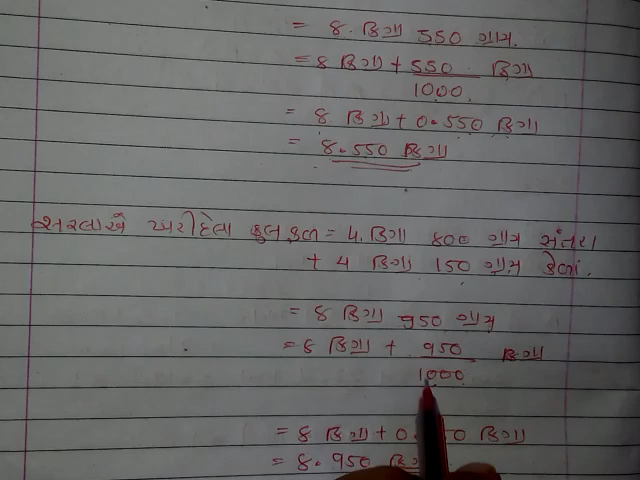 = 8. કિગ્રા 550 ગ્રામ.
= 8 કિગ્રા + 550 કિગ્રા
1000.
= 8 કિગ્રા + 0.550 કિગ્રા
= 8.550 કિગ્રા
સરલાએ ખરીદેલા કુલ ફળ = 4. કિગ્રા 800 ગ્રામ સંતરા
+ 4 કિગ્રા 150 ગ્રામ કેળાં.
= 8 કિગ્રા 950 ગ્રામ
= 8 કિગ્રા + 950 કિગ્રા
1000
= 8 કિગ્રા + 0. 0 કિગ્રા
= 8.950